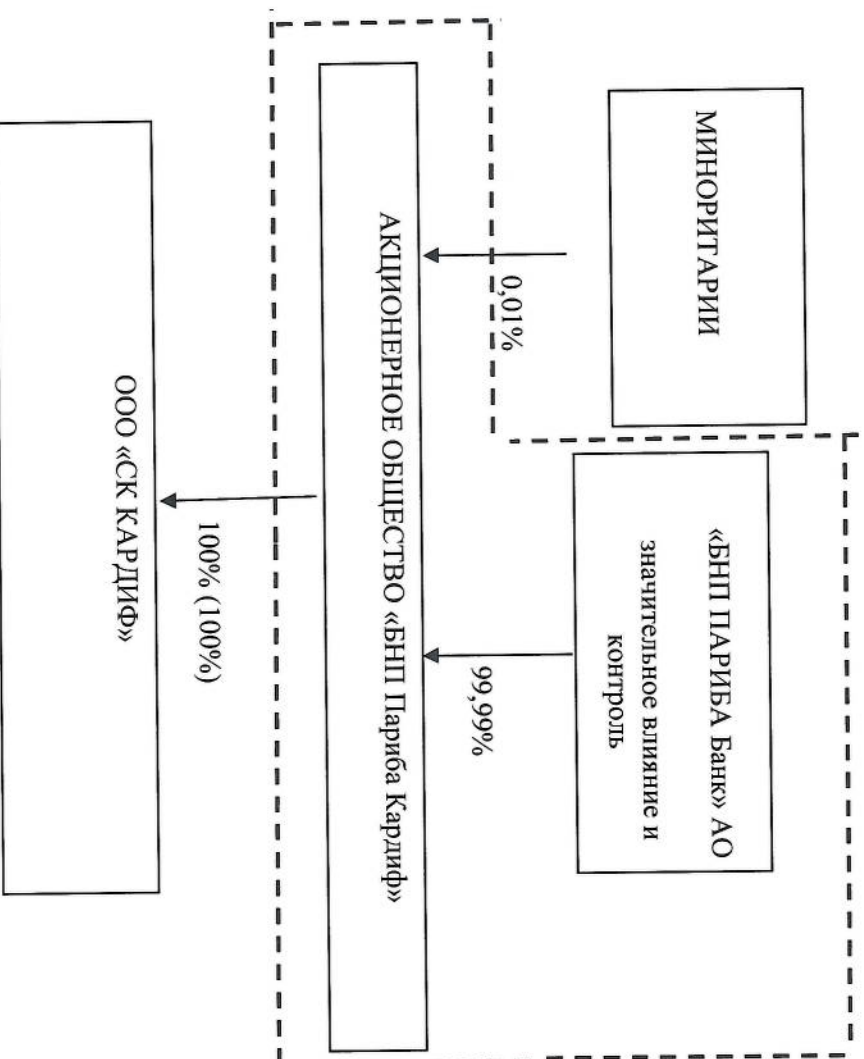 МИНОРИТАРИИ
«БНП ПАРИБА Банк» АО
значительное влияние и
контроль
0,01%
99,99%
АКЦИОНЕРНОЕ ОБЩЕСТВО «БНП Париба Кардиф»
100% (100%)
ООО «СК КАРДИФ»